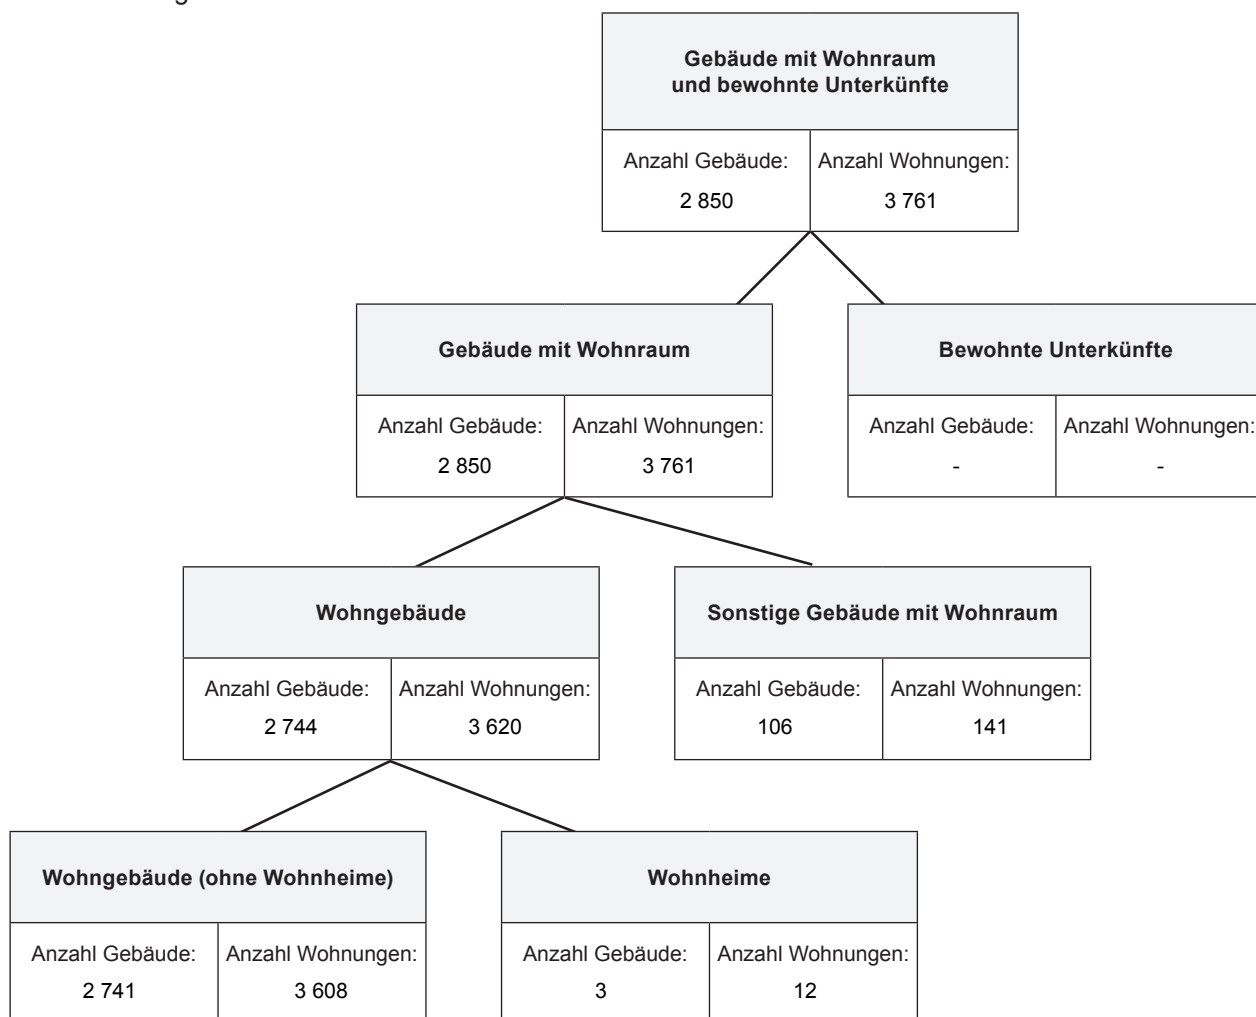 Gebäude mit Wohnraum
und bewohnte Unterkünfte
Anzahl Gebäude: Anzahl Wohnungen:
2 850 3 761
Gebäude mit Wohnraum
Anzahl Gebäude: Anzahl Wohnungen:
2 850 3 761
Bewohnte Unterkünfte
Anzahl Gebäude: Anzahl Wohnungen:
- -
Wohngebäude
Anzahl Gebäude: Anzahl Wohnungen:
2 744 3 620
Sonstige Gebäude mit Wohnraum
Anzahl Gebäude: Anzahl Wohnungen:
106 141
Wohngebäude (ohne Wohnheime)
Anzahl Gebäude: Anzahl Wohnungen:
2 741 3 608
Wohnheime
Anzahl Gebäude: Anzahl Wohnungen:
3 12